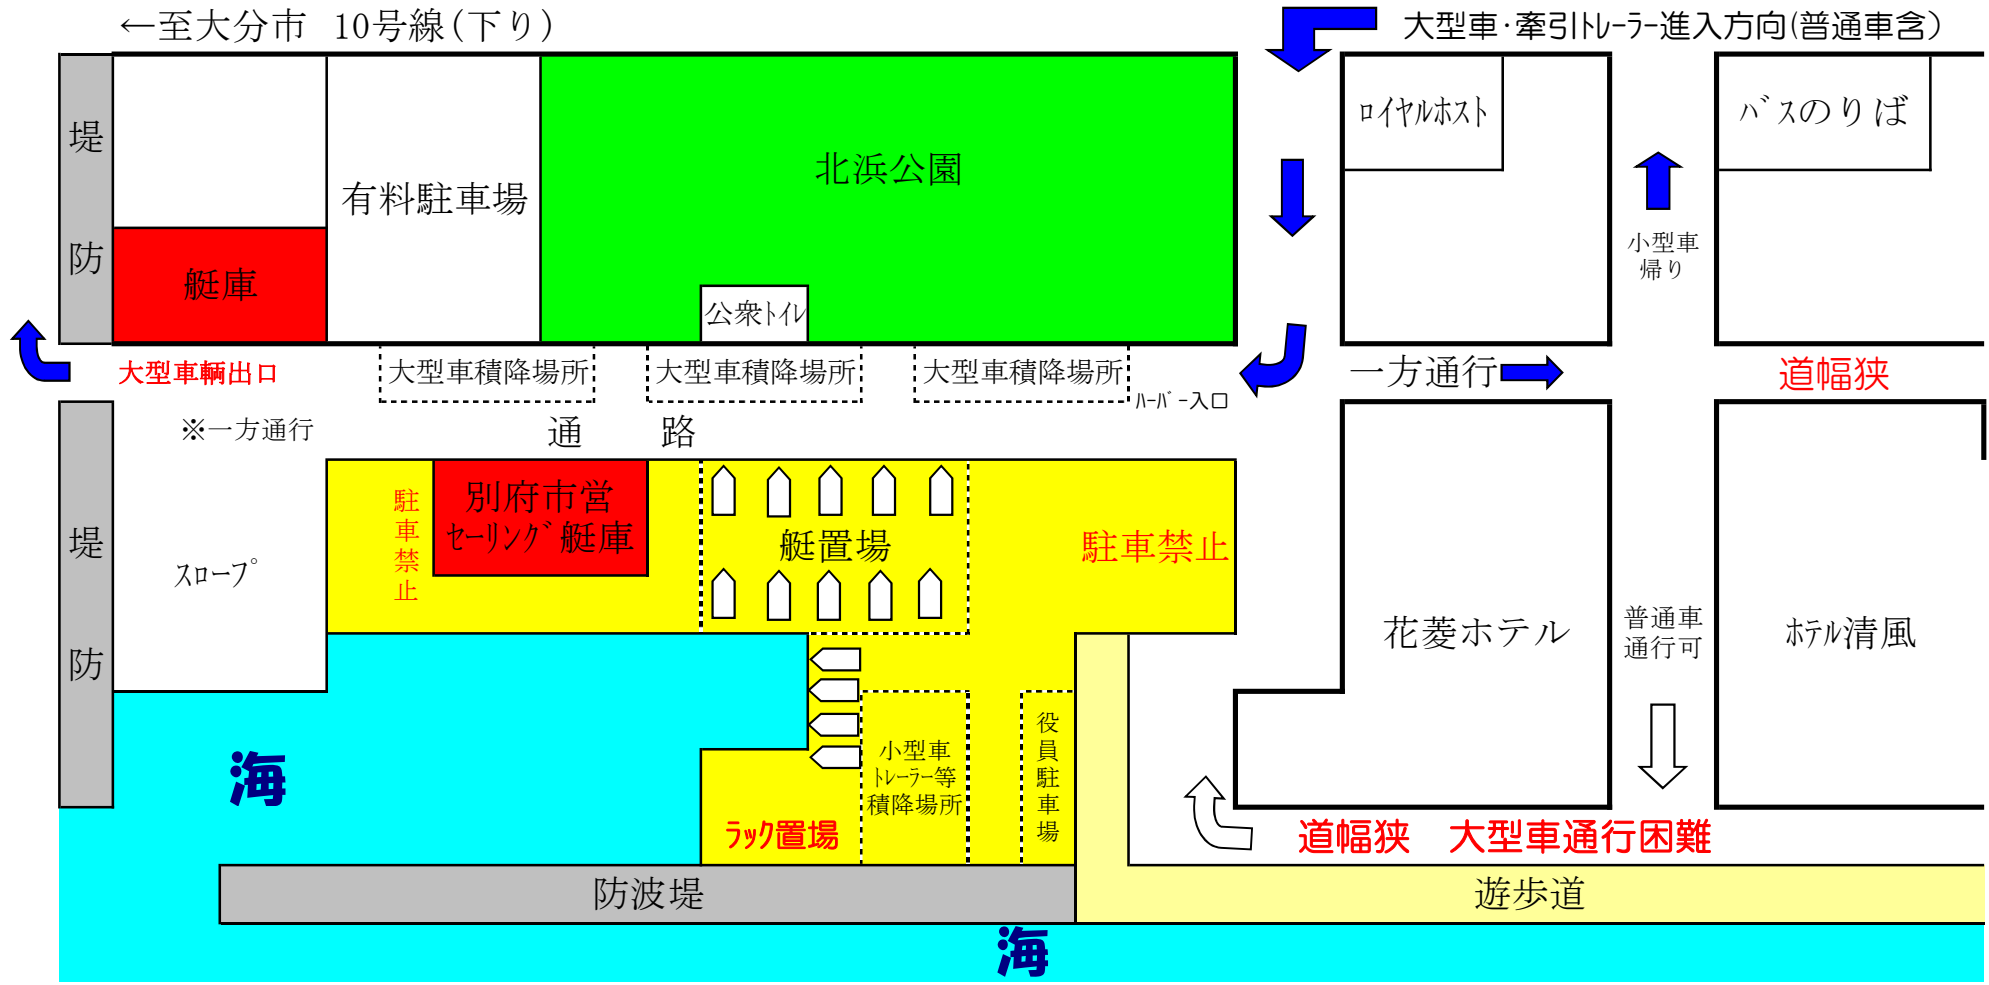 ←至大分市 10号線(下り)
大型車・牽引ﾄﾚｰﾗｰ進入方向(普通車含)
堤
防
有料駐車場
北浜公園
ﾛｲﾔﾙﾎｽﾄ
ﾊﾞｽのりば
艇庫
公衆ﾄｲﾚ
小型車
帰り
大型車輌出口
大型車積降場所
大型車積降場所
大型車積降場所
ﾊｰﾊﾞｰ入口
一方通行
道幅狭
※一方通行
通 路
堤
防
ｽﾛｰﾌﾟ
駐車禁止
別府市営
ｾｰﾘﾝｸﾞ艇庫
艇置場
駐車禁止
花菱ホテル
普通車
通行可
ﾎﾃﾙ清風
海
小型車
ﾄﾚｰﾗｰ等
積降場所
役員駐車場
ﾗｯｸ置場
道幅狭 大型車通行困難
防波堤
遊歩道
海